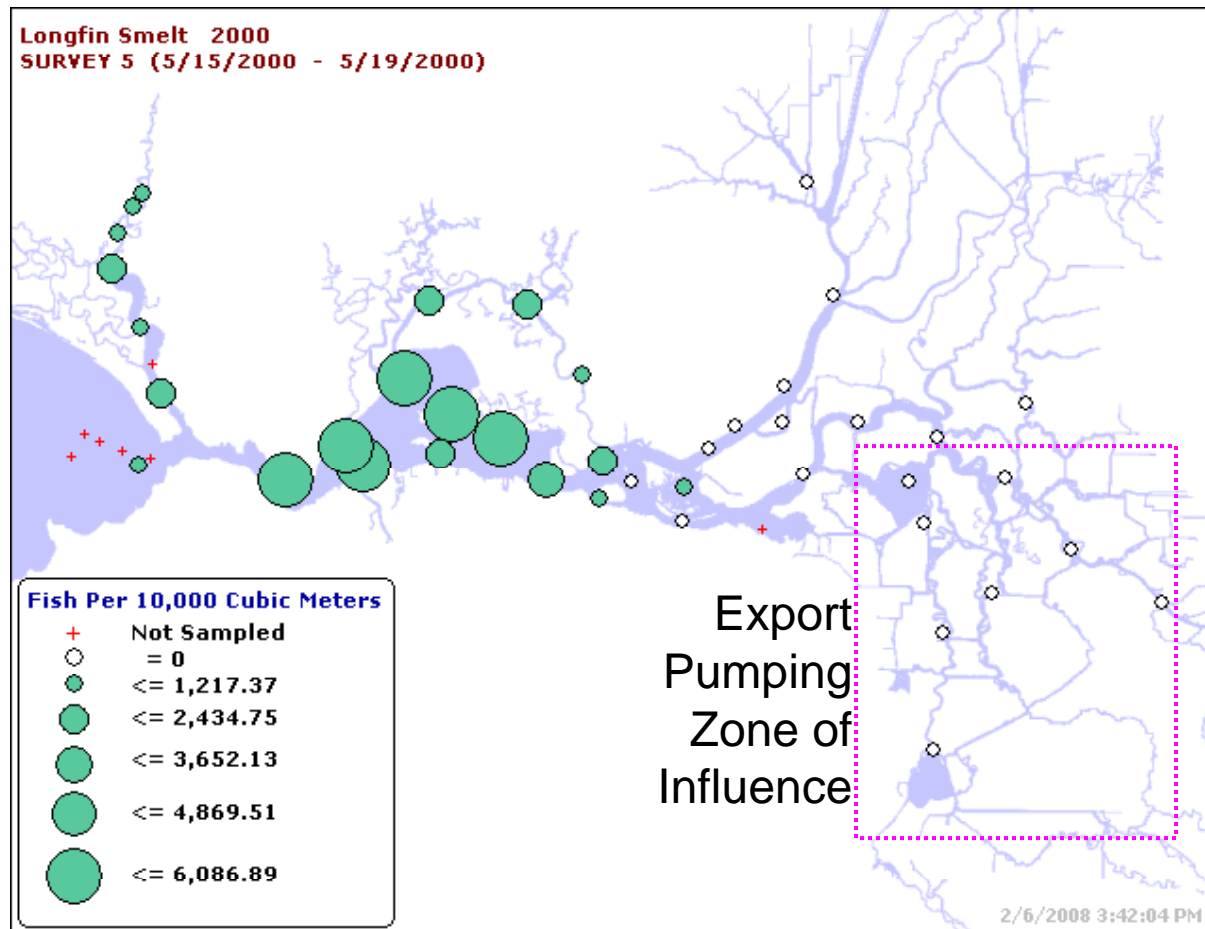 Longfin Smelt 2000
SURVEY 5 (5/15/2000 - 5/19/2000)
Fish Per 10,000 Cubic Meters
Not Sampled
= 0
<= 1,217.37
<= 2,434.75
<= 3,652.13
<= 4,869.51
<= 6,086.89
Export
Pumping
Zone of
Influence
2/6/2008 3:42:04 PM